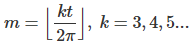 m = ⌊kt/2π⌋, k = 3, 4, 5...